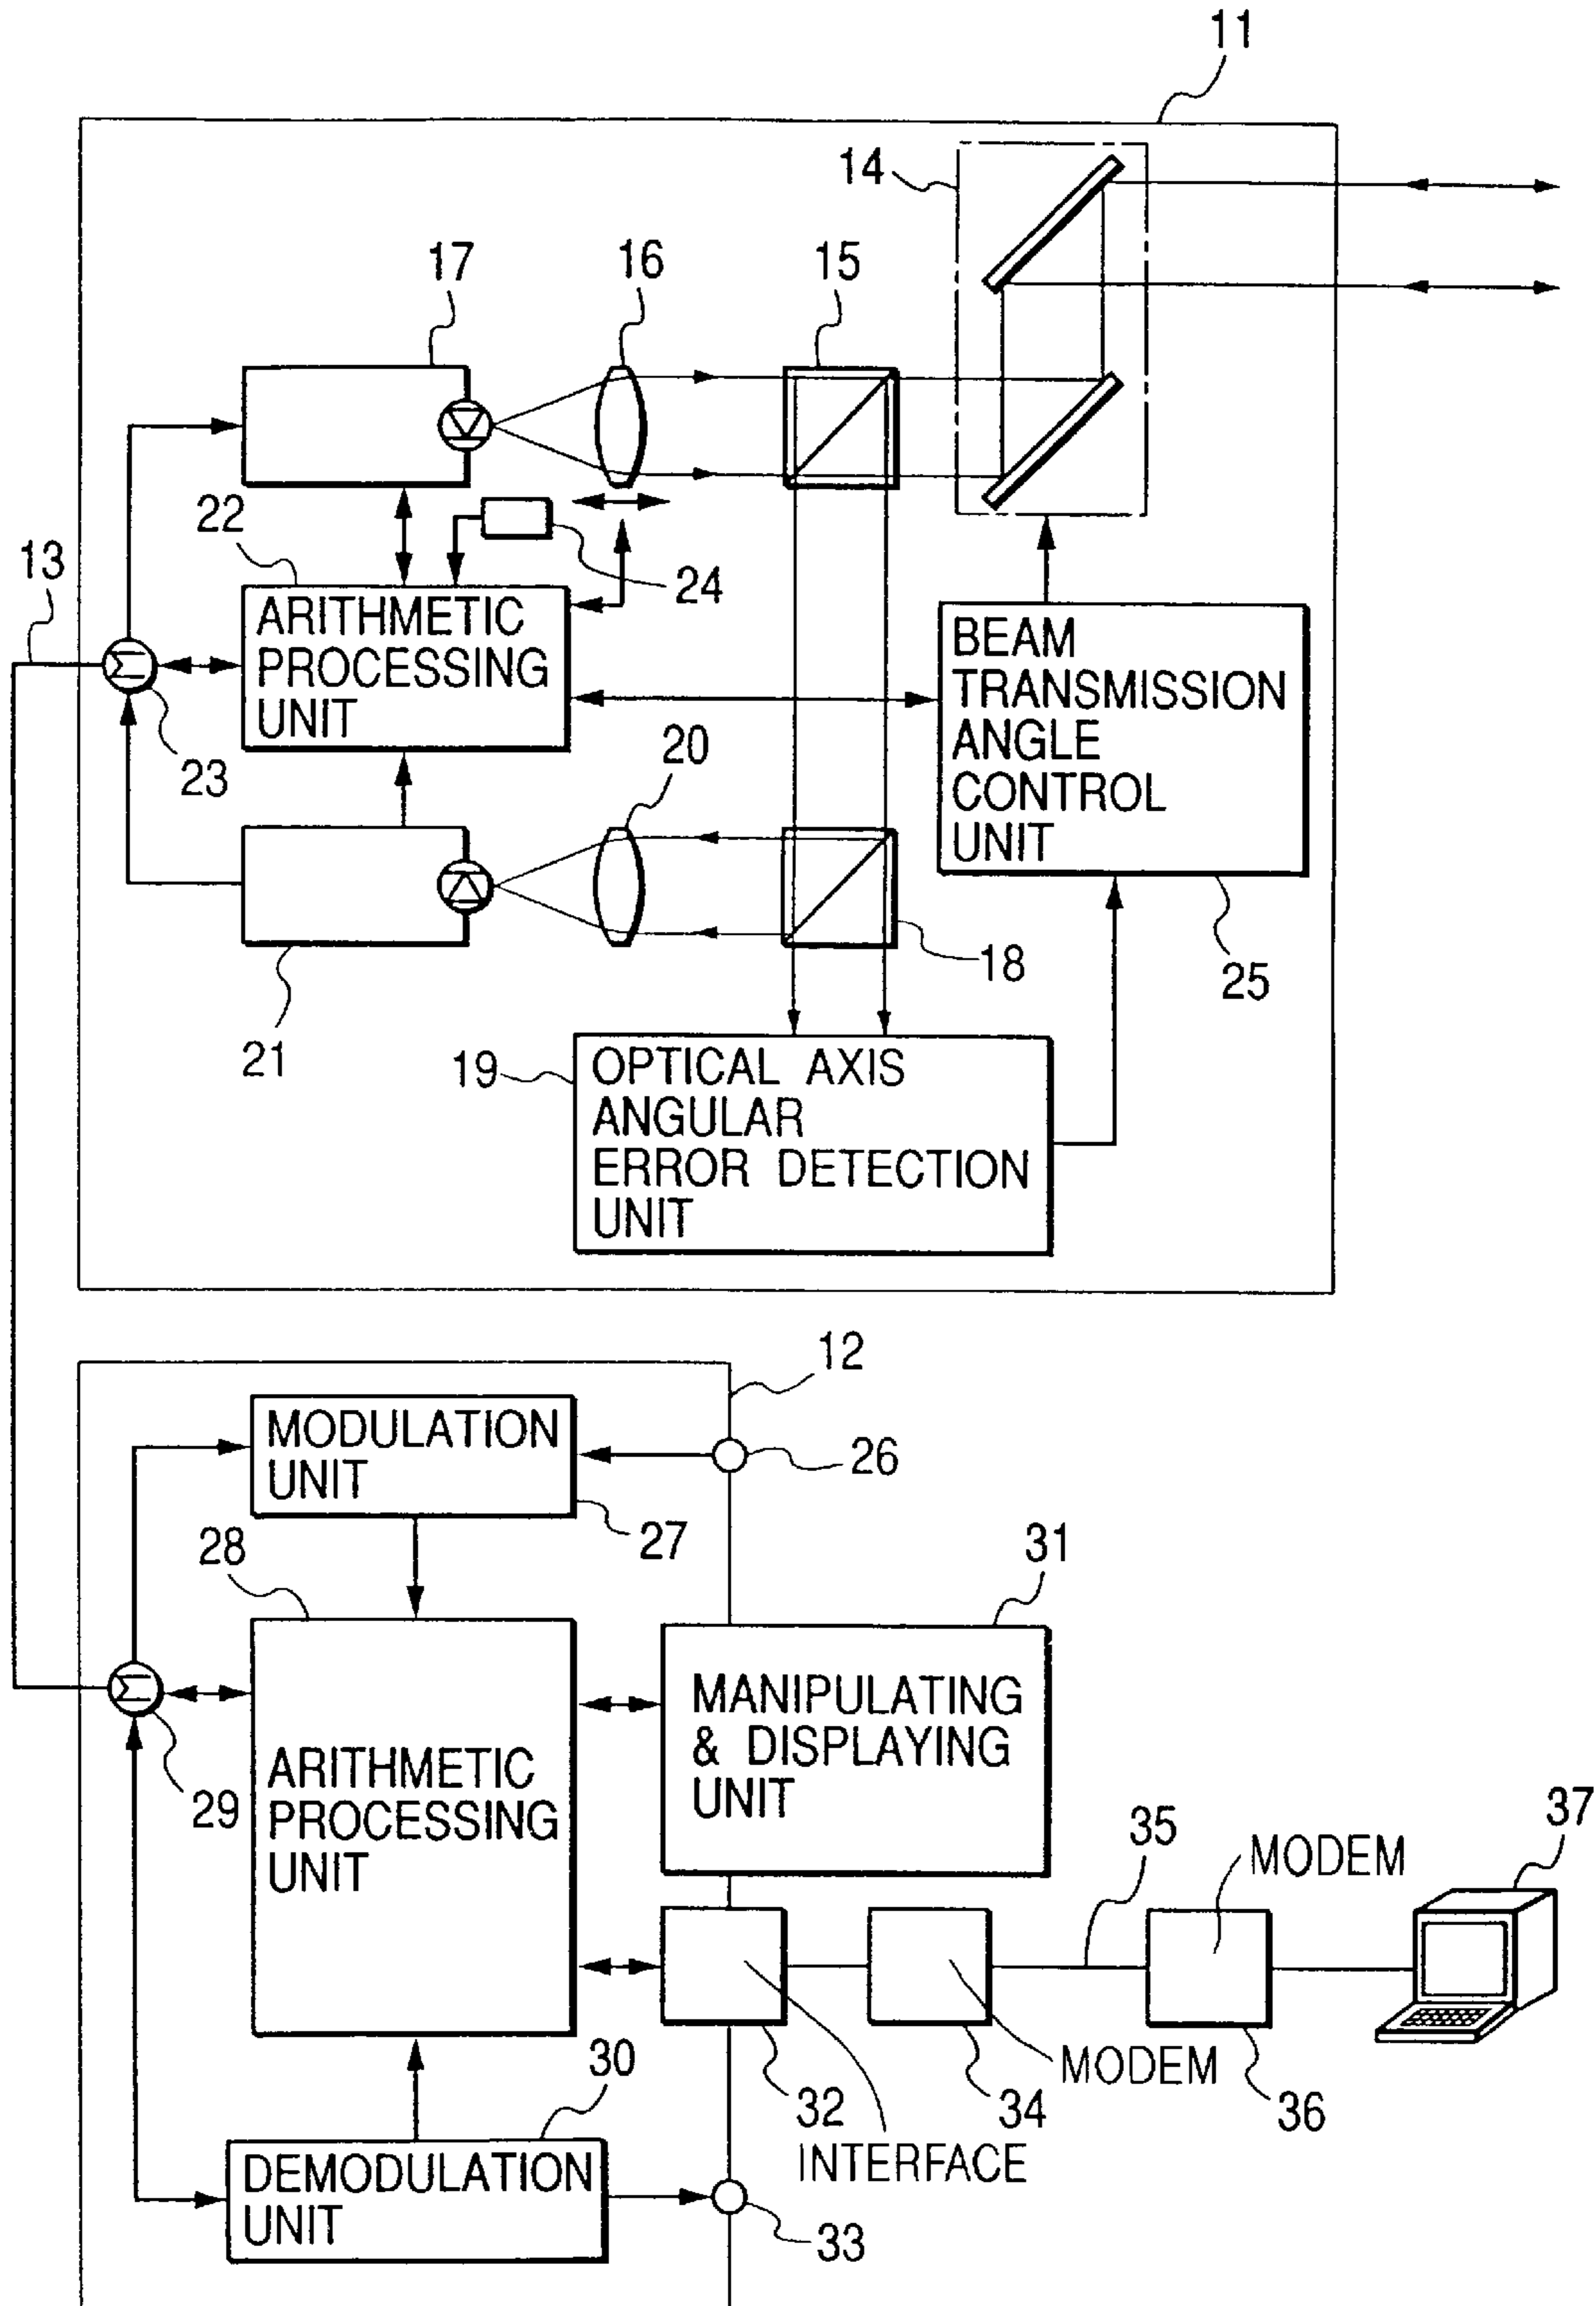 11
14
17
16
15
22
13
24
ARITHMETIC
PROCESSING
UNIT
BEAM
TRANSMISSION
ANGLE
CONTROL
UNIT
Σ
23
20
18
25
21
19
OPTICAL AXIS
ANGULAR
ERROR DETECTION
UNIT
12
MODULATION
UNIT
26
27
28
31
Σ
29
ARITHMETIC
PROCESSING
UNIT
MANIPULATING
& DISPLAYING
UNIT
35
MODEM
37
30
32
34
MODEM
36
INTERFACE
DEMODULATION
UNIT
33